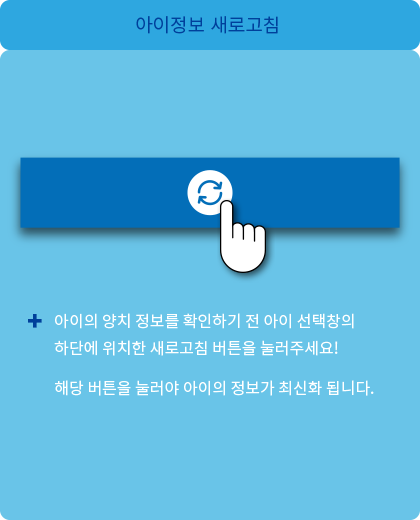 아이정보 새로고침
아이의 양치 정보를 확인하기 전 아이 선택창의
하단에 위치한 새로고침 버튼을 눌러주세요!
해당 버튼을 눌러야 아이의 정보가 최신화 됩니다.